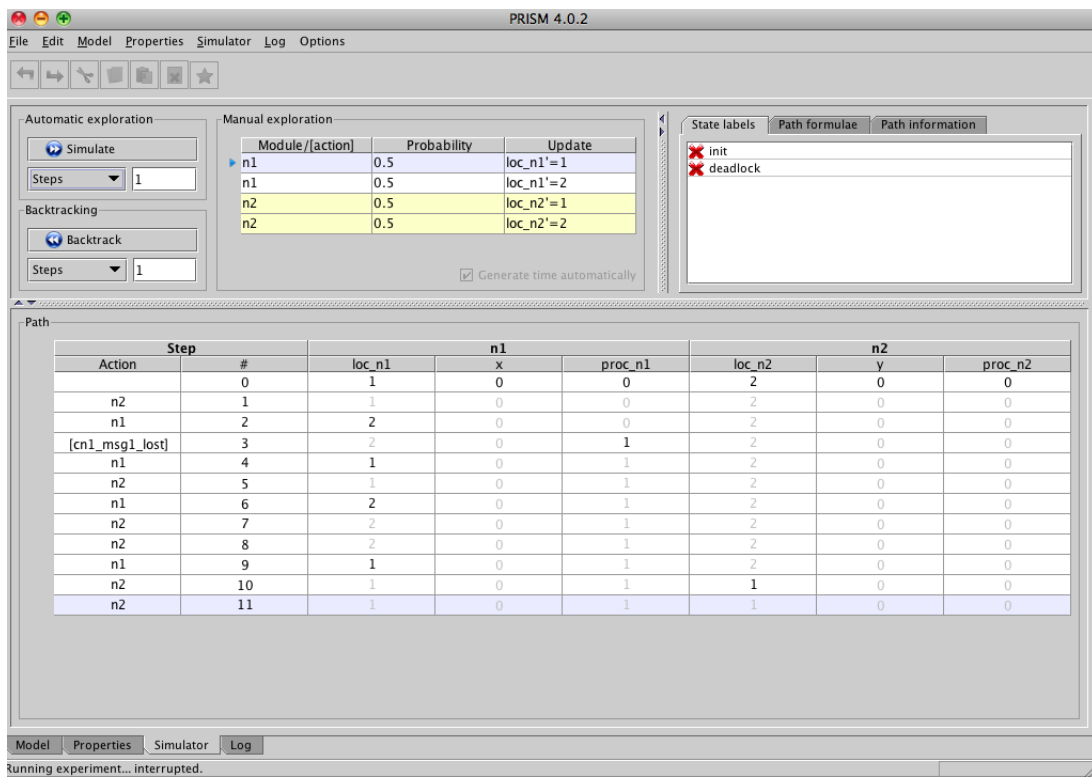 PRISM 4.0.2
File Edit Model Properties Simulator Log Options
Automatic exploration
Simulate
Steps 1
Backtracking
Backtrack
Steps 1
Manual exploration
Module/[action] Probability Update
n1 0.5 loc_n1'=1
n1 0.5 loc_n1'=2
n2 0.5 loc_n2'=1
n2 0.5 loc_n2'=2
Generate time automatically
State labels Path formulae Path information
init
deadlock
Path
Step n1 n2
Action # loc_n1 x proc_n1 loc_n2 y proc_n2
0 1 0 0 2 0 0
n2 1 1 0 0 2 0 0
n1 2 2 0 0 2 0 0
[cn1_msg1_lost] 3 2 0 1 2 0 0
n1 4 1 0 1 2 0 0
n2 5 1 0 1 2 0 0
n1 6 2 0 1 2 0 0
n2 7 2 0 1 2 0 0
n2 8 2 0 1 2 0 0
n1 9 1 0 1 2 0 0
n2 10 1 0 1 1 0 0
n2 11 1 0 1 1 0 0
Model Properties Simulator Log
Running experiment... interrupted.